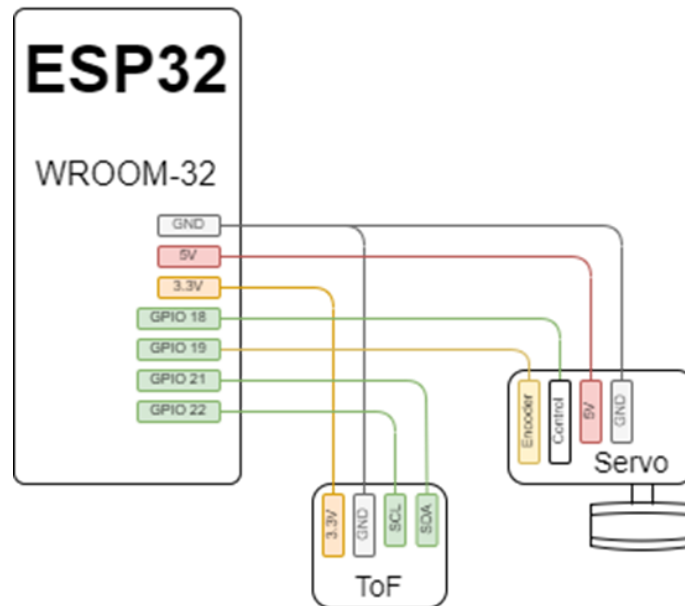 ESP32
WROOM-32
GND
5V
3.3V
GPIO 18
GPIO 19
GPIO 21
GPIO 22
Encoder
Control
5V
GND
Servo
3.3V
GND
SCL
SDA
ToF